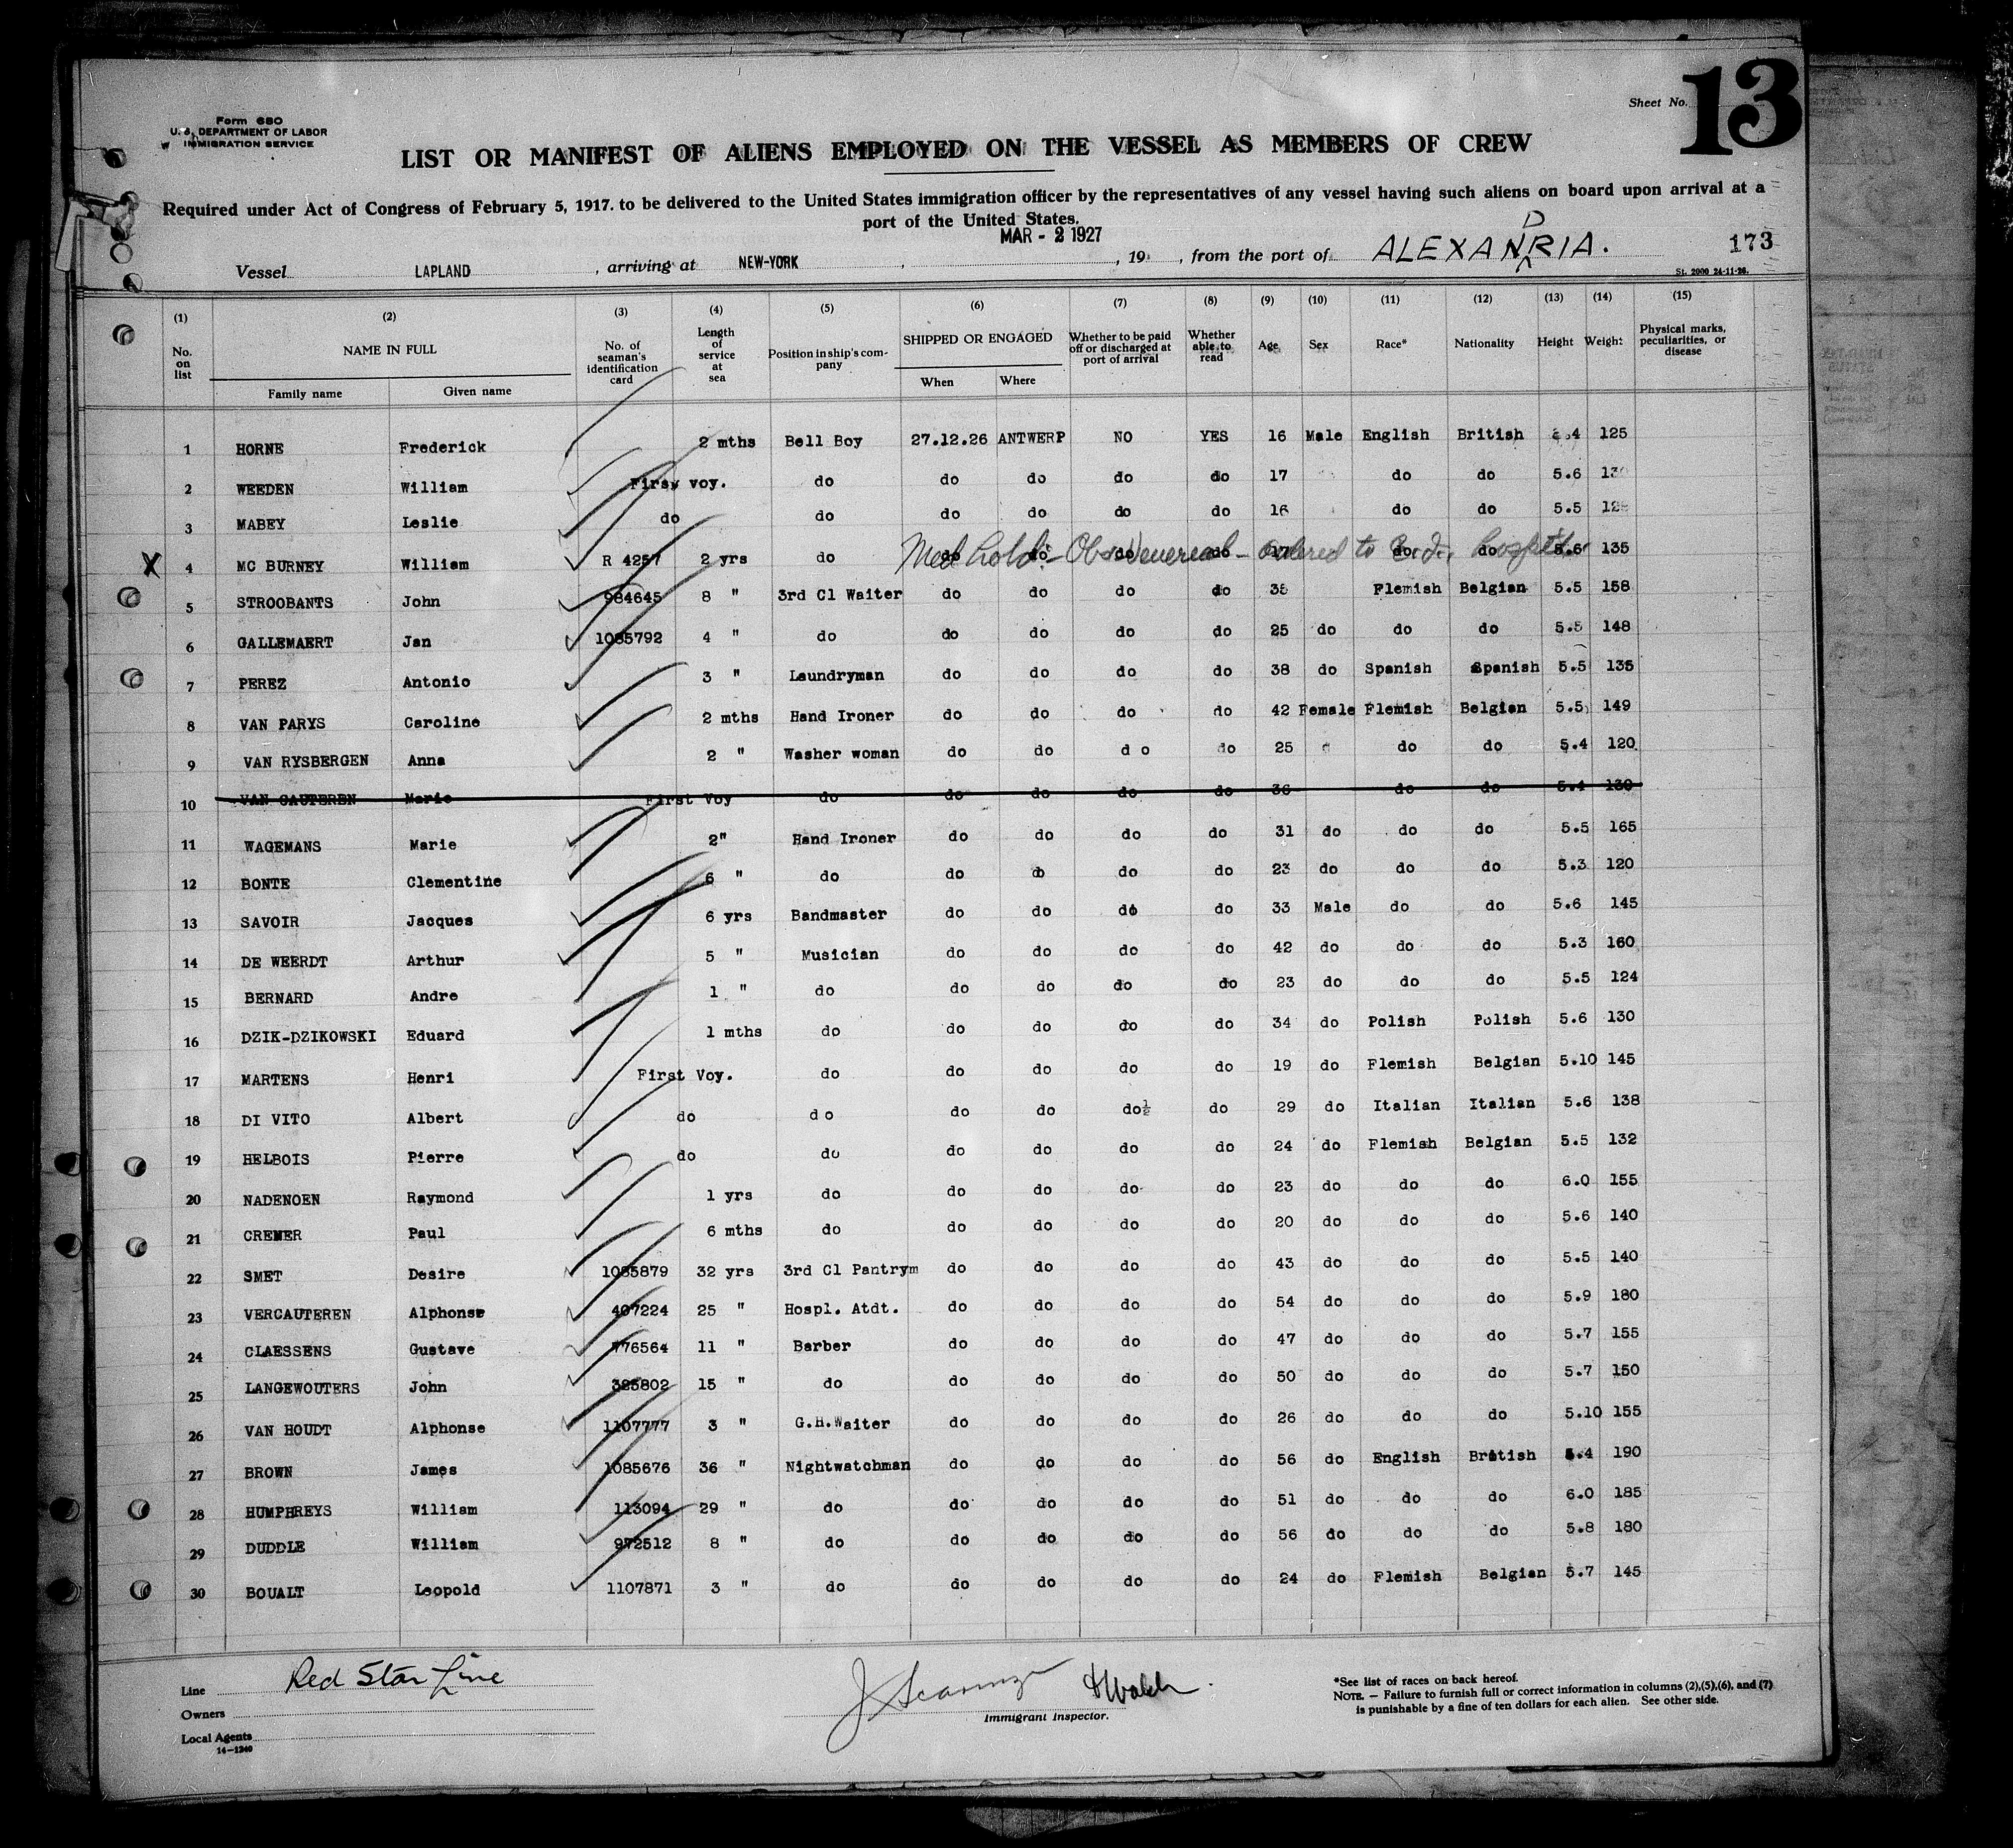 Sheet No. 13
Form 680
U. S. DEPARTMENT OF LABOR
IMMIGRATION SERVICE
LIST OR MANIFEST OF ALIENS EMPLOYED ON THE VESSEL AS MEMBERS OF CREW
Required under Act of Congress of February 5, 1917. to be delivered to the United States immigration officer by the representatives of any vessel having such aliens on board upon arrival at a
port of the United States.
MAR - 2 1927
Vessel LAPLAND , arriving at NEW-YORK , 19 , from the port of ALEXANDRIA. 173
St. 2000 24-11-26.
(1) (2) (3) (4) (5) (6) (7) (8) (9) (10) (11) (12) (13) (14) (15)
No. on list NAME IN FULL No. of seaman's identification card Length of service at sea Position in ship's company SHIPPED OR ENGAGED Whether to be paid off or discharged at port of arrival Whether able to read Age Sex Race* Nationality Height Weight Physical marks, peculiarities, or disease
Family name Given name When Where
1 HORNE Frederick 2 mths Bell Boy 27.12.26 ANTWERP NO YES 16 Male English British 125
2 WEEDEN William First voy. do do do do do 17 do do 5.6
3 MABEY Leslie do do do do do do 16 do do 5.5
X 4 MC BURNEY William R 4257 2 yrs do do do do do 17 do do 5.6 135
Med hold: Obs Venereal - ordered to hospital
5 STROOBANTS John 984645 8 " 3rd Cl Waiter do do do do 38 Flemish Belgian 5.5 158
6 GALLEMAERT Jan 1085792 4 " do do do do do 25 do do do 5.5 148
7 PEREZ Antonio 3 " Laundryman do do do do 38 do Spanish Spanish 5.5 135
8 VAN PARYS Caroline 2 mths Hand Ironer do do do do 42 Female Flemish Belgian 5.5 149
9 VAN RYSBERGEN Anna 2 " Washer woman do do d o do 25 do do 5.4 120
10 VAN CAUTEREN Marie First Voy do do do do do 36 do do 5.4 130
11 WAGEMANS Marie 2" Hand Ironer do do do do 31 do do do 5.5 165
12 BONTE Clementine 6 " do do do do do 23 do do do 5.3 120
13 SAVOIR Jacques 6 yrs Bandmaster do do do do 33 Male do do 5.6 145
14 DE WEERDT Arthur 5 " Musician do do do do 42 do do do 5.3 160
15 BERNARD Andre 1 " do do do do do 23 do do do 5.5 124
16 DZIK-DZIKOWSKI Eduard 1 mths do do do do do 34 do Polish Polish 5.6 130
17 MARTENS Henri First Voy. do do do do do 19 do Flemish Belgian 5.10 145
18 DI VITO Albert do d o do do do½ do 29 do Italian Italian 5.6 138
19 HELBOIS Pierre do do do do do do 24 do Flemish Belgian 5.5 132
20 NADENOEN Raymond 1 yrs do do do do do 23 do do do 6.0 155
21 CREMER Paul 6 mths do do do do do 20 do do do 5.6 140
22 SMET Desire 1085879 32 yrs 3rd Cl Pantrym do do do do 43 do do do 5.5 140
23 VERCAUTEREN Alphonse 407224 25 " Hospl. Atdt. do do do do 54 do do do 5.9 180
24 CLAESSENS Gustave 776564 11 " Barber do do do do 47 do do do 5.7 155
25 LANGEWOUTERS John 325802 15 " do do do do do 50 do do do 5.7 150
26 VAN HOUDT Alphonse 1107777 3 " G.H.Waiter do do do do 26 do do do 5.10 155
27 BROWN James 1085676 36 " Nightwatchman do do do do 56 do English British 5.4 190
28 HUMPHREYS William 113094 29 " do do do do do 51 do do do 6.0 185
29 DUDDLE William 972512 8 " do do do do do 56 do do do 5.8 180
30 BOUALT Leopold 1107871 3 " do do do do do 24 do Flemish Belgian 5.7 145
Line Red Star Line
Owners
Local Agents
14—1240
Immigrant Inspector.
*See list of races on back hereof.
NOTE. — Failure to furnish full or correct information in columns (2),(5),(6), and (7)
is punishable by a fine of ten dollars for each alien. See other side.